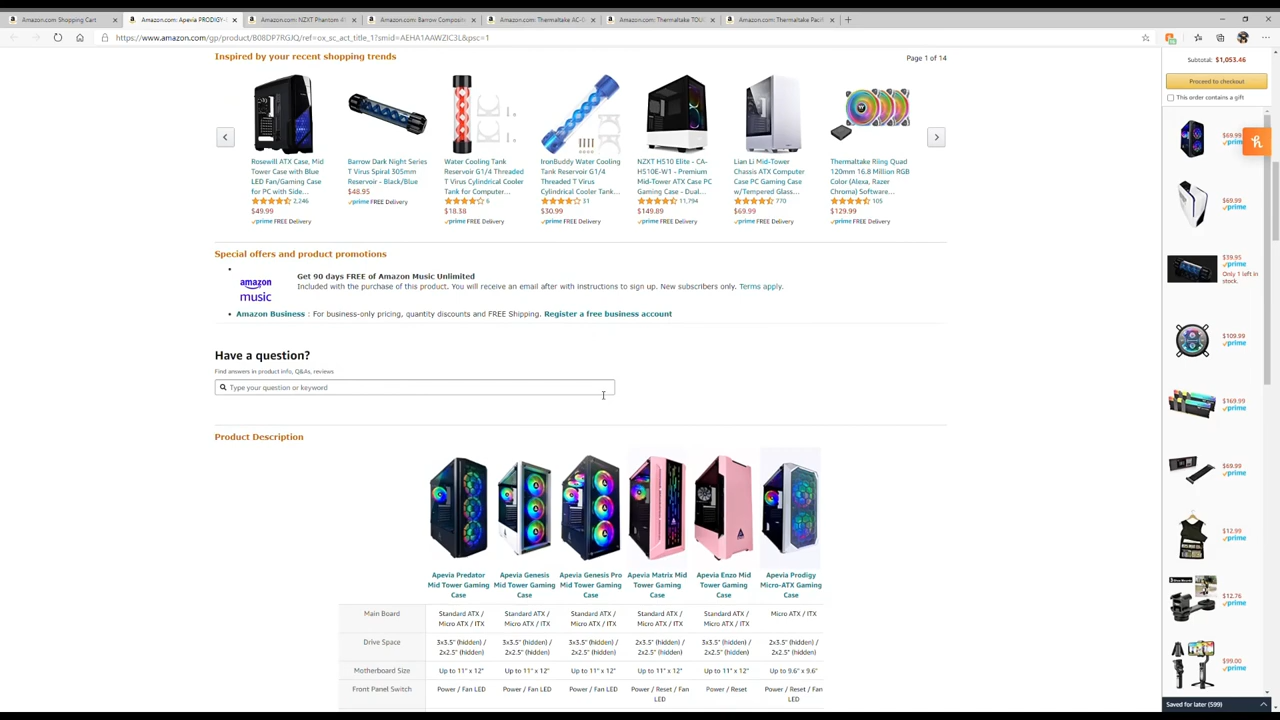 Amazon.com Shopping Cart
Amazon.com: Apevia PRODIGY-
Amazon.com: NZXT Phantom 4
Amazon.com: Barrow Composite
Amazon.com: Thermaltake AC-0
Amazon.com: Thermaltake TOU
Amazon.com: Thermaltake Paci
https://www.amazon.com/gp/product/B08DP7RGJQ/ref=ox_sc_act_title_1?smid=AEHA1AAWZIC3L&psc=1
Inspired by your recent shopping trends
Page 1 of 14
Rosewill ATX Case, Mid
Tower Case with Blue
LED Fan/Gaming Case
for PC with Side...
2,246
$49.99
prime FREE Delivery
Barrow Dark Night Series
T Virus Spiral 305mm
Reservoir - Black/Blue
$48.95
prime FREE Delivery
Water Cooling Tank
Reservoir G1/4 Threaded
T Virus Cylindrical Cooler
Tank for Computer...
6
$18.38
prime FREE Delivery
IronBuddy Water Cooling
Reservoir G1/4 Threaded
T Virus Cylindrical Cooler
Cylindrical Cooler Tank...
31
$30.99
prime FREE Delivery
NZXT H510 Elite - CA-
H510E-W1 - Premium
Mid-Tower ATX Case PC
Gaming Case - Dual...
11,794
$149.89
prime FREE Delivery
Lian Li Mid-Tower
Chassis ATX Computer
Case PC Gaming Case
w/Tempered Glass...
770
$69.99
prime FREE Delivery
Thermaltake Riing Quad
120mm 16.8 Million RGB
Color (Alexa, Razer
Chroma) Software...
105
$129.99
prime FREE Delivery
Special offers and product promotions
amazon
music
Get 90 days FREE of Amazon Music Unlimited
Included with the purchase of this product. You will receive an email after with instructions to sign up. New subscribers only. Terms apply.
Amazon Business : For business-only pricing, quantity discounts and FREE Shipping. Register a free business account
Have a question?
Find answers in product info, Q&As, reviews
Type your question or keyword
Product Description
Apevia Predator
Mid Tower Gaming
Case
Apevia Genesis
Mid Tower Gaming
Case
Apevia Genesis Pro
Mid Tower Gaming
Case
Apevia Matrix Mid
Tower Gaming
Case
Apevia Enzo Mid
Tower Gaming
Case
Apevia Prodigy
Micro-ATX Gaming
Case
Main Board
Standard ATX /
Micro ATX / ITX
Standard ATX /
Micro ATX / ITX
Standard ATX /
Micro ATX / ITX
Standard ATX /
Micro ATX / ITX
Standard ATX /
Micro ATX / ITX
Micro ATX / ITX
Drive Space
3x3.5" (hidden) /
2x2.5" (hidden)
3x3.5" (hidden) /
2x2.5" (hidden)
3x3.5" (hidden) /
2x2.5" (hidden)
2x3.5" (hidden) /
2x2.5" (hidden)
3x3.5" (hidden) /
2x2.5" (hidden)
2x3.5" (hidden) /
2x2.5" (hidden)
Motherboard Size
Up to 11" x 12"
Up to 11" x 12"
Up to 11" x 12"
Up to 11" x 12"
Up to 11" x 12"
Up to 9.6" x 9.6"
Front Panel Switch
Power / Fan LED
Power / Fan LED
Power / Fan LED
Power / Reset / Fan
LED
Power / Reset
Power / Reset / Fan
LED
Subtotal: $1,053.46
Proceed to checkout
This order contains a gift
$69.99
prime
$69.99
prime
$39.95
prime
Only 1 left in
stock.
$109.99
prime
$169.99
prime
$69.99
prime
$12.99
prime
$12.76
prime
$99.00
prime
Saved for later (599)